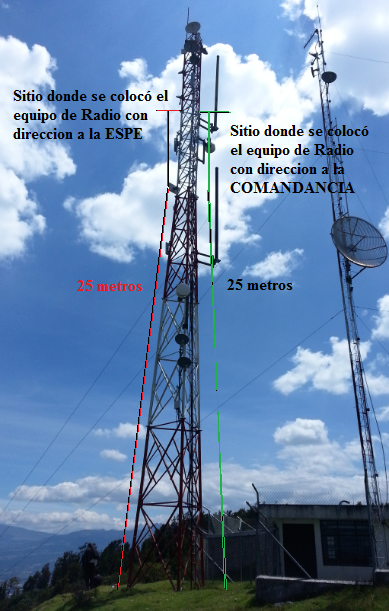 Sitio donde se colocó el
equipo de Radio con
direccion a la ESPE
Sitio donde se colocó
el equipo de Radio
con direccion a la
COMANDANCIA
25 metros
25 metros